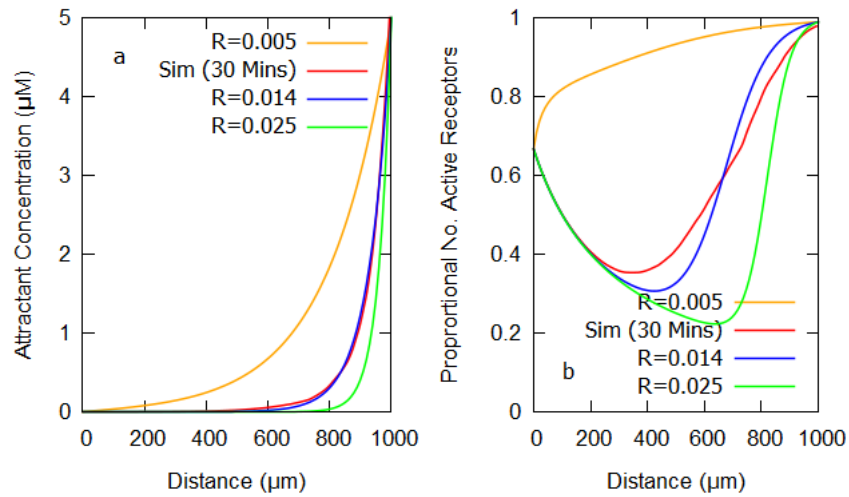 a
R=0.005
Sim (30 Mins)
R=0.014
R=0.025
Attractant Concentration (µM)
5
4
3
2
1
0
0 200 400 600 800 1000
Distance (µm)
Proprortional No. Active Receptors
1
0.8
0.6
0.4
0.2
0
R=0.005
Sim (30 Mins)
R=0.014
R=0.025
b
0 200 400 600 800 1000
Distance (µm)